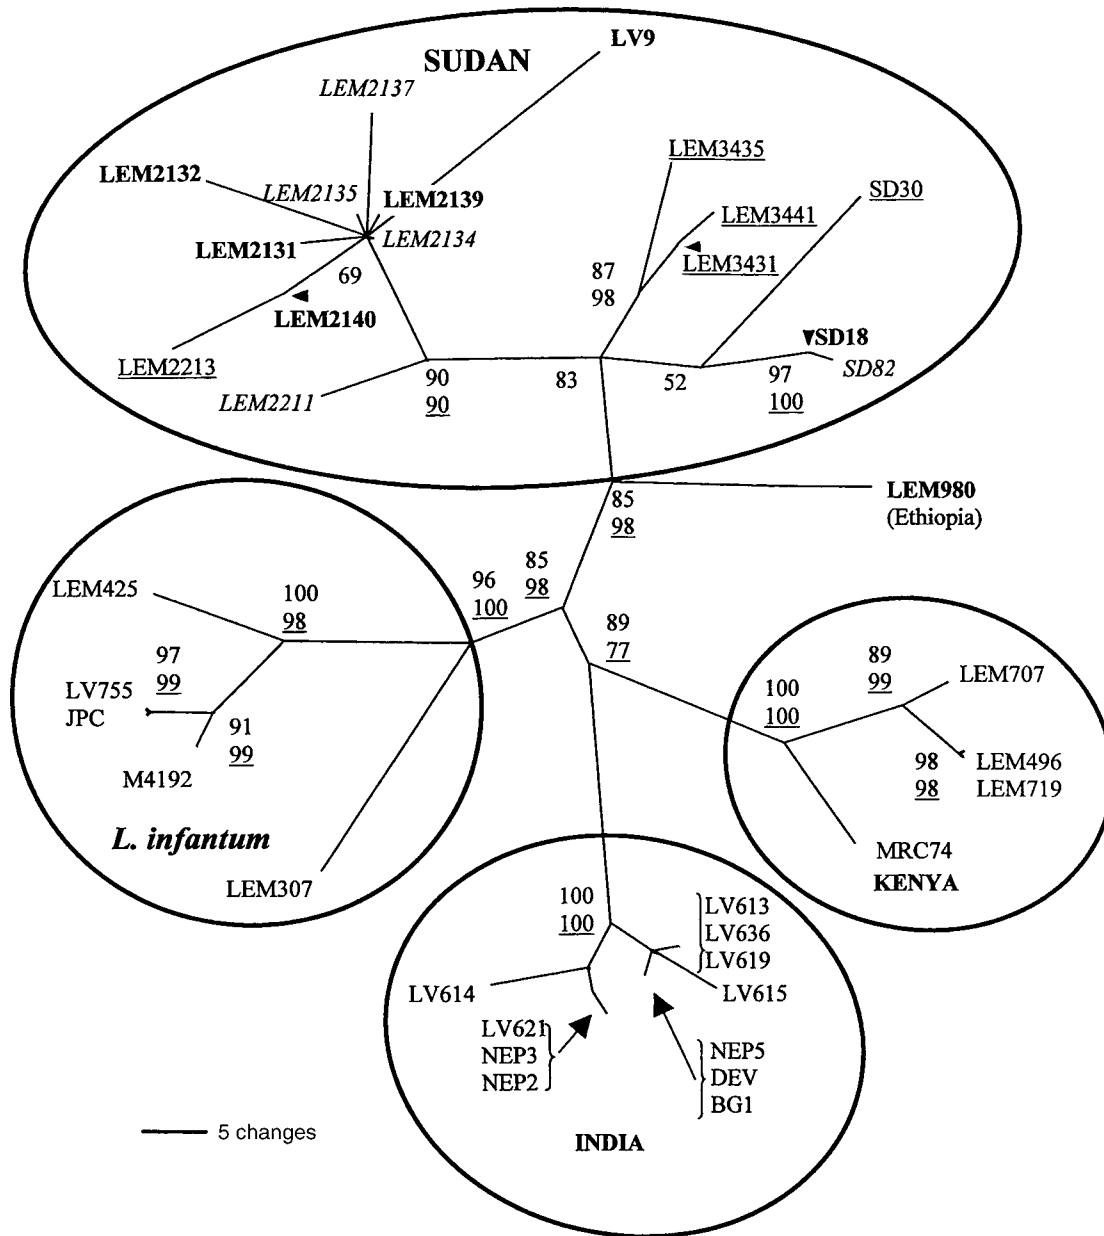 LV9
SUDAN
LEM2137
LEM3435
LEM2132
LEM2135
LEM2139
SD30
LEM3441
LEM2134
LEM2131
LEM3431
87
98
69
LEM2140
SD18
LEM2213
SD82
LEM2211
90
90
83
52
97
100
LEM980
(Ethiopia)
85
98
85
98
96
100
LEM425
100
98
89
77
97
99
89
99
LEM707
LV755
JPC
100
100
91
99
M4192
98
98
LEM496
LEM719
L. infantum
MRC74
KENYA
LEM307
100
100
LV613
LV636
LV619
LV614
LV615
LV621
NEP3
NEP2
NEP5
DEV
BG1
5 changes
INDIA